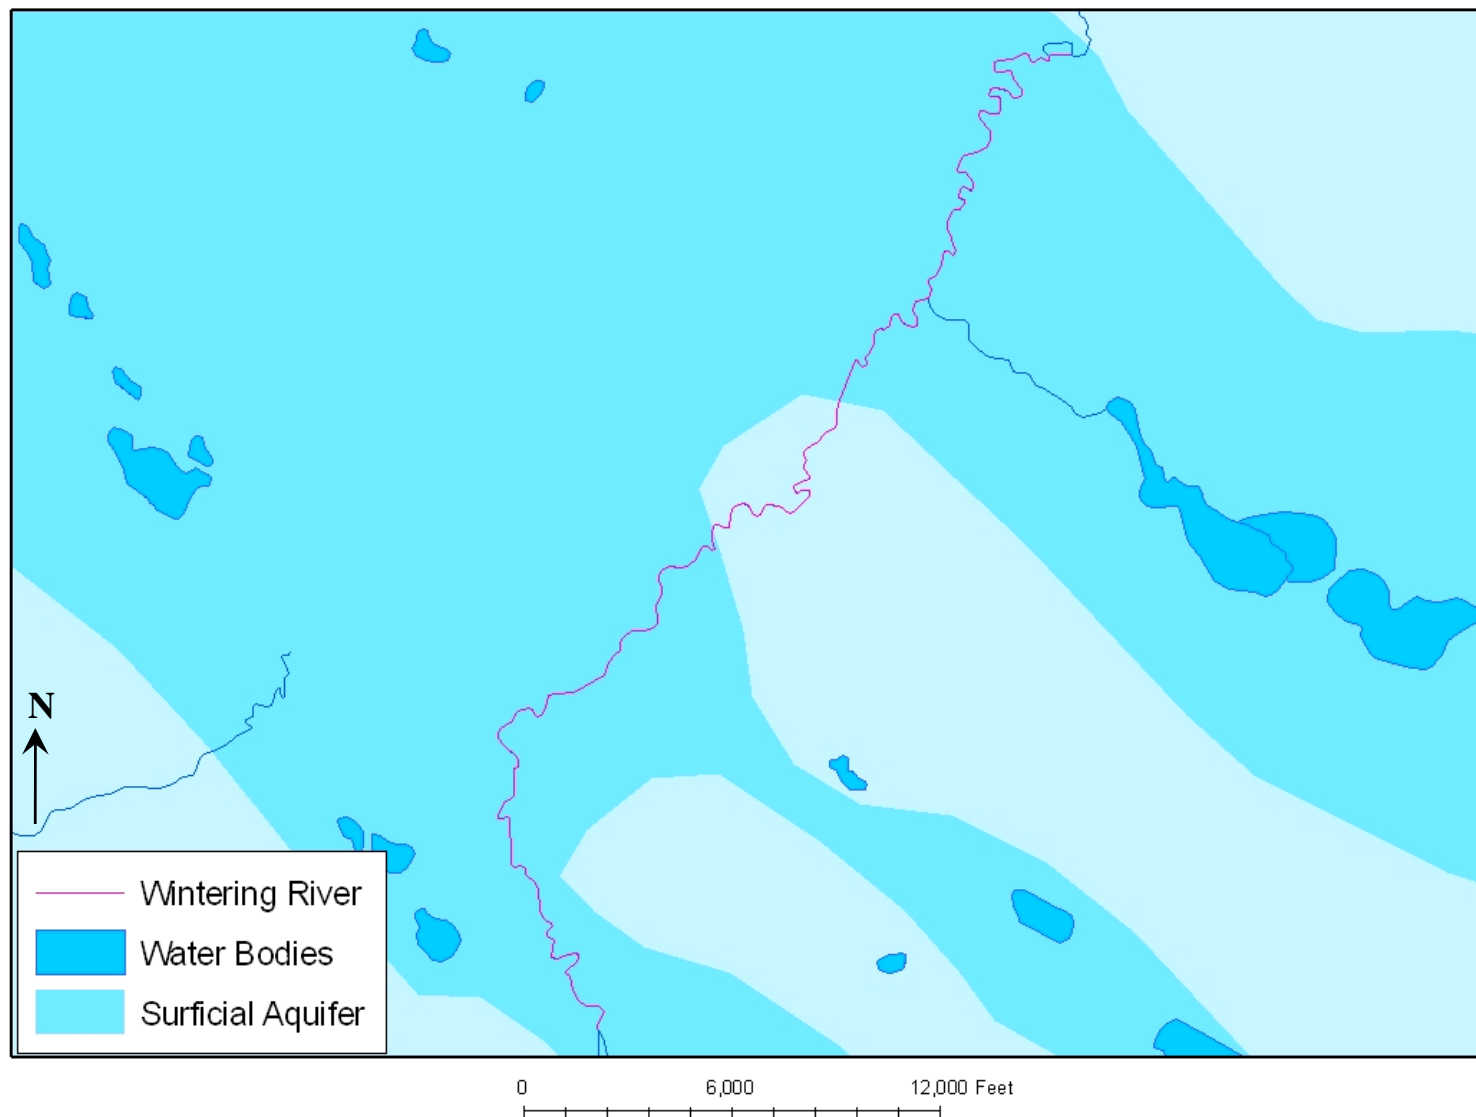 N
Wintering River
Water Bodies
Surficial Aquifer
0 6,000 12,000 Feet